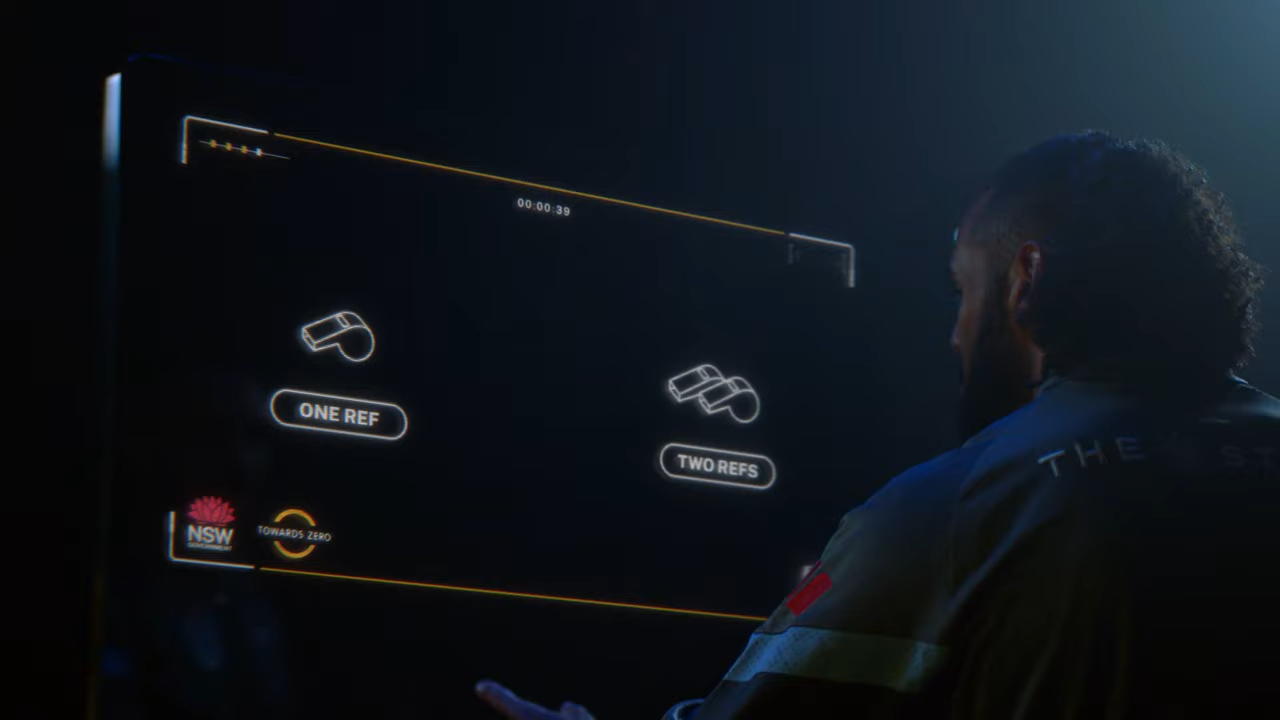 00:00:39
ONE REF
TWO REFS
NSW
GOVERNMENT
TOWARDS ZERO
THE